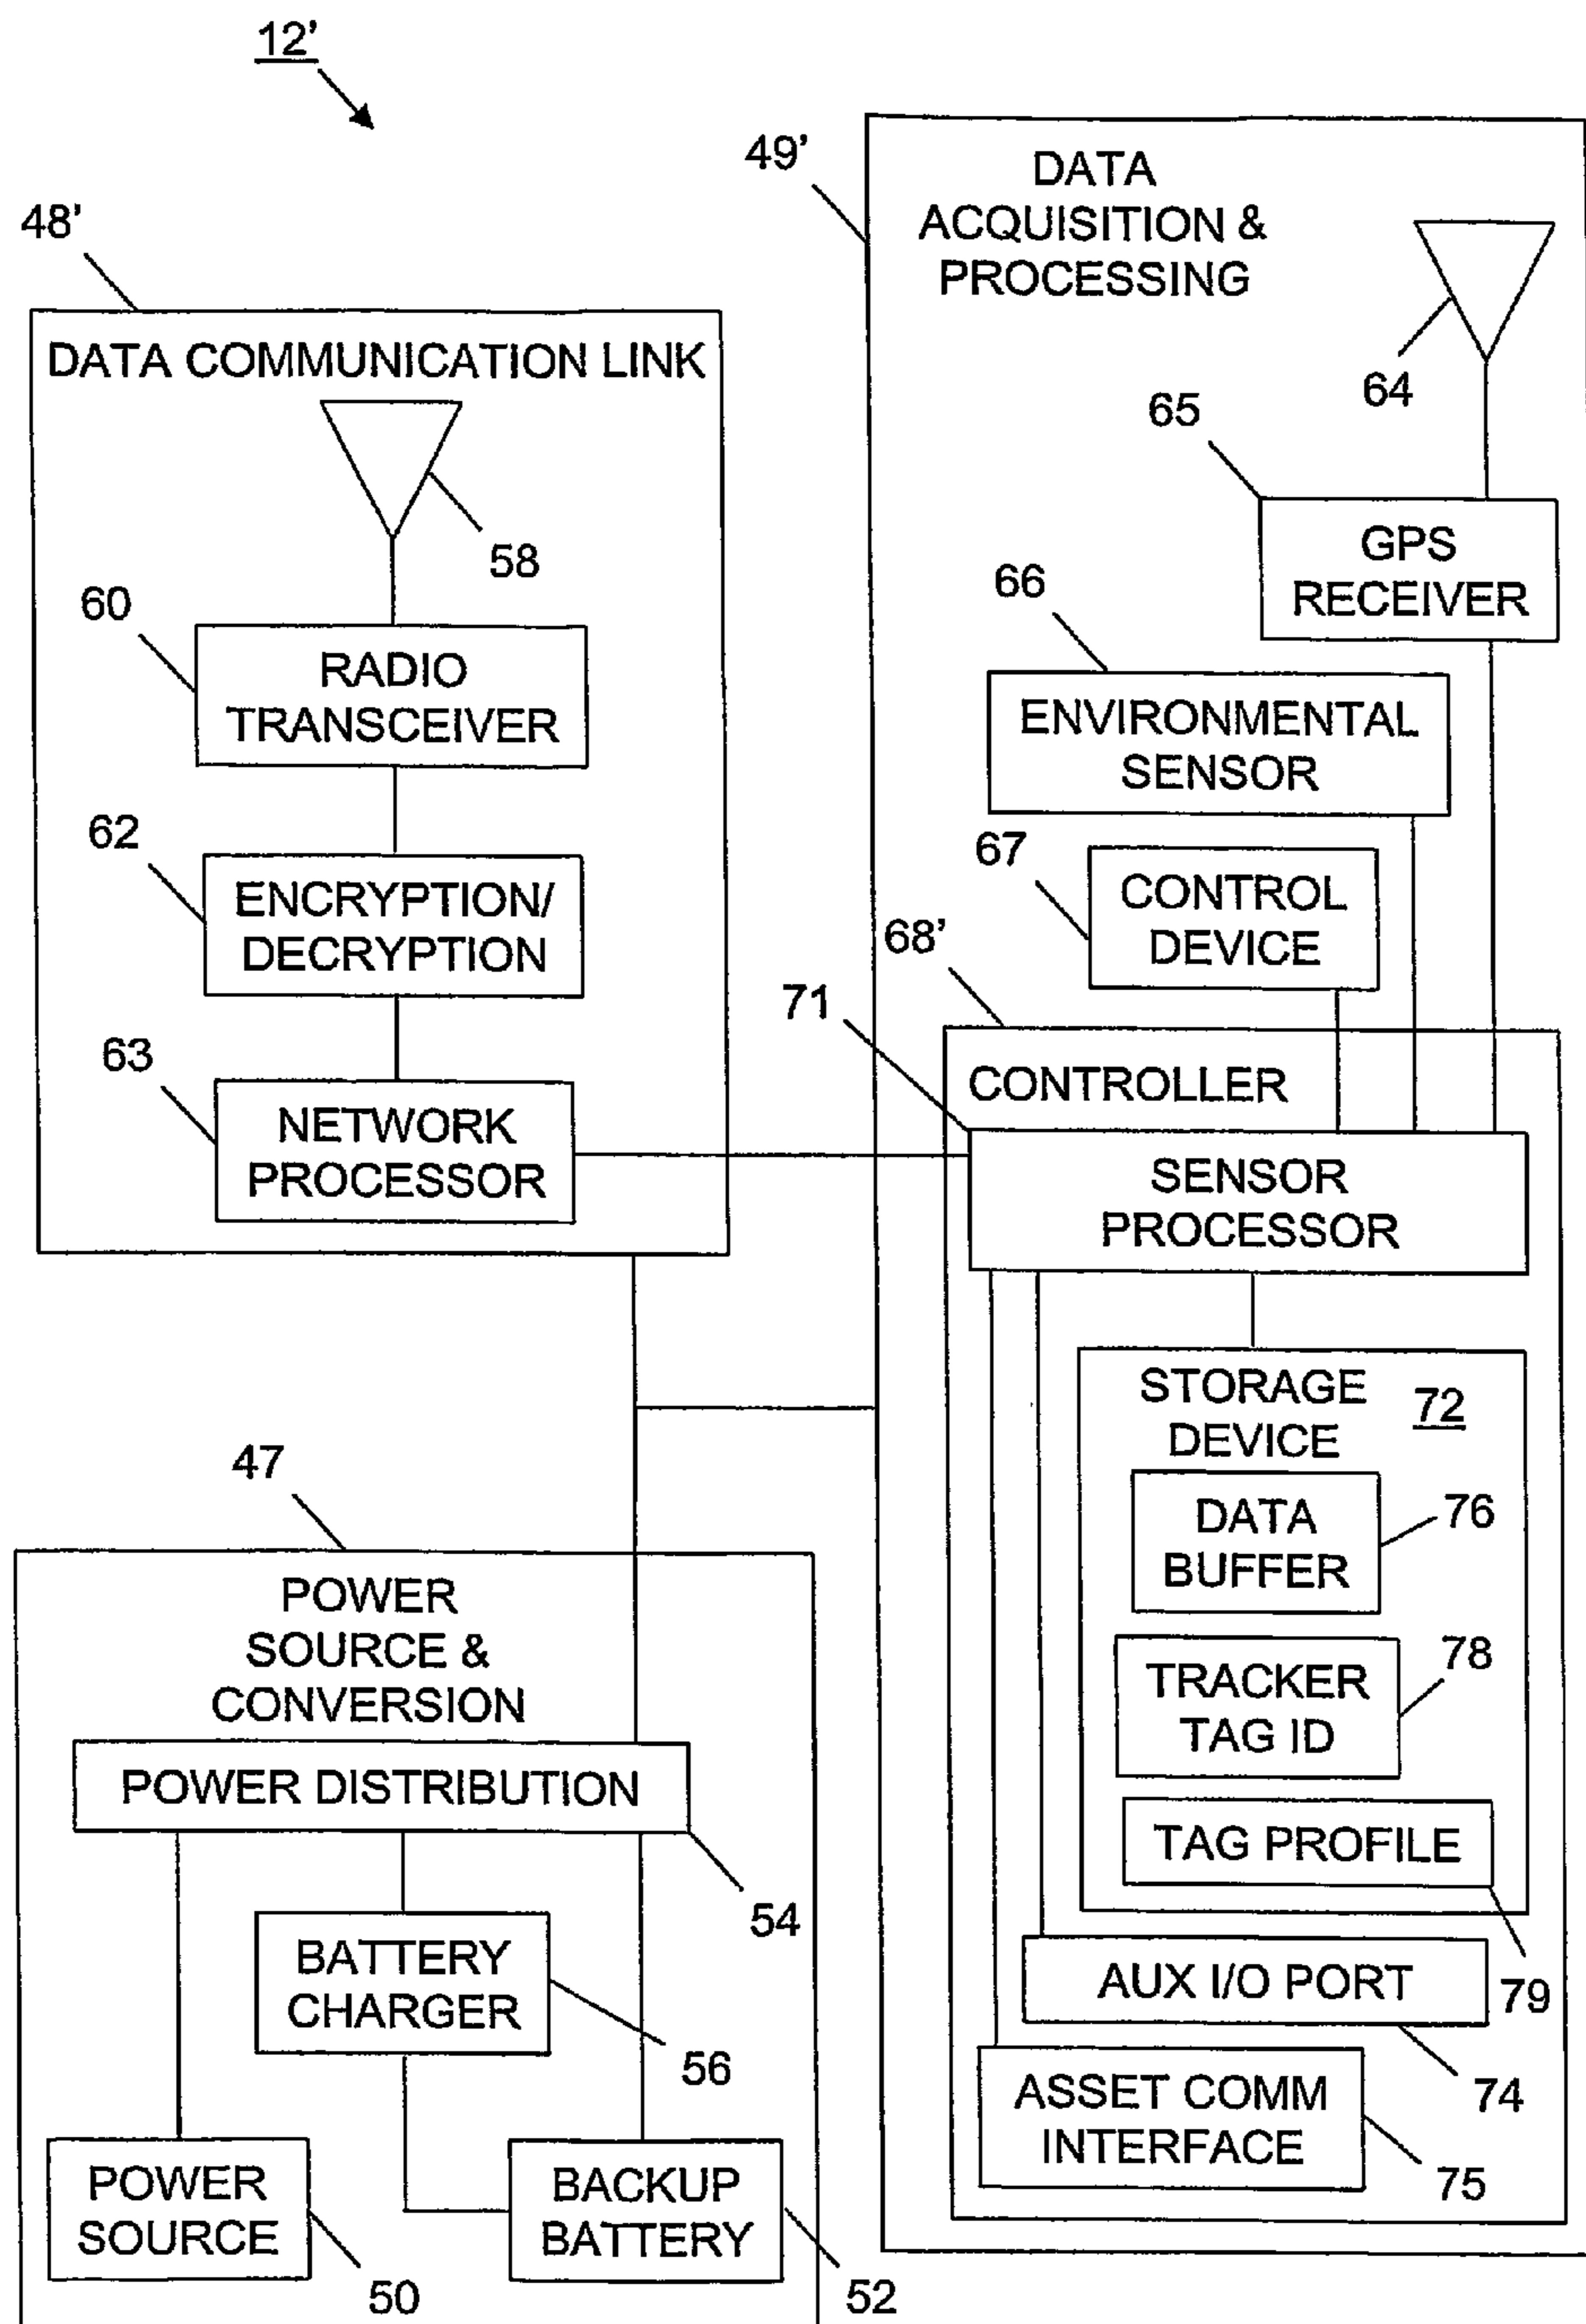 12'
48'
DATA COMMUNICATION LINK
58
60
RADIO
TRANSCEIVER
62
ENCRYPTION/
DECRYPTION
63
NETWORK
PROCESSOR
49'
DATA
ACQUISITION &
PROCESSING
64
65
GPS
RECEIVER
66
ENVIRONMENTAL
SENSOR
67
CONTROL
DEVICE
68'
71
CONTROLLER
SENSOR
PROCESSOR
STORAGE
DEVICE
72
DATA
BUFFER
76
TRACKER
TAG ID
78
TAG PROFILE
79
AUX I/O PORT
74
ASSET COMM
INTERFACE
75
47
POWER
SOURCE &
CONVERSION
POWER DISTRIBUTION
54
BATTERY
CHARGER
56
POWER
SOURCE
50
BACKUP
BATTERY
52